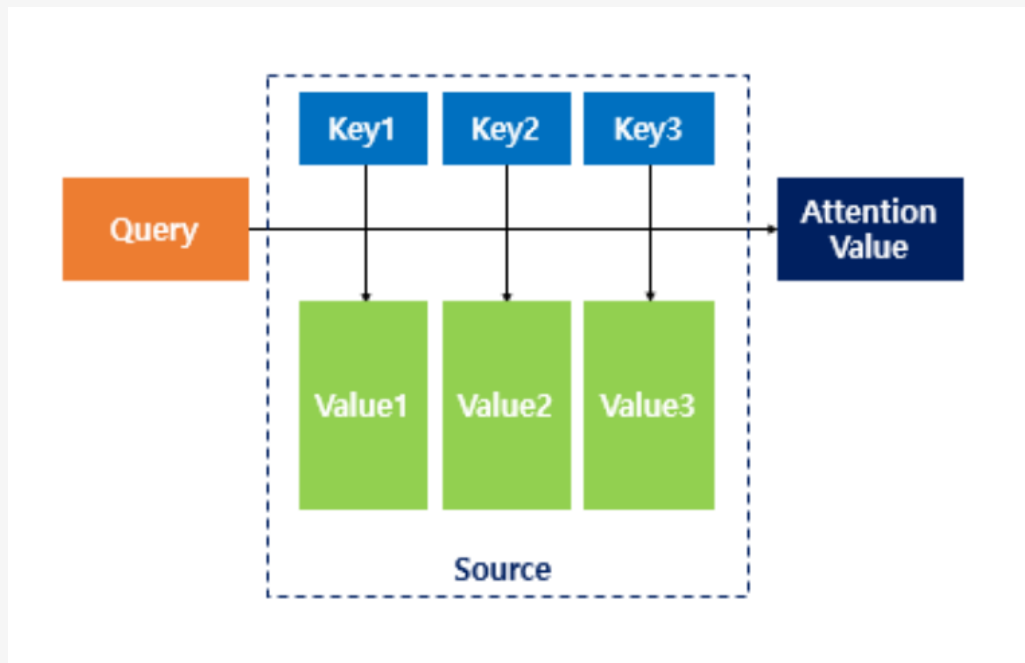 Key1
Key2
Key3
Query
Attention
Value
Value1
Value2
Value3
Source